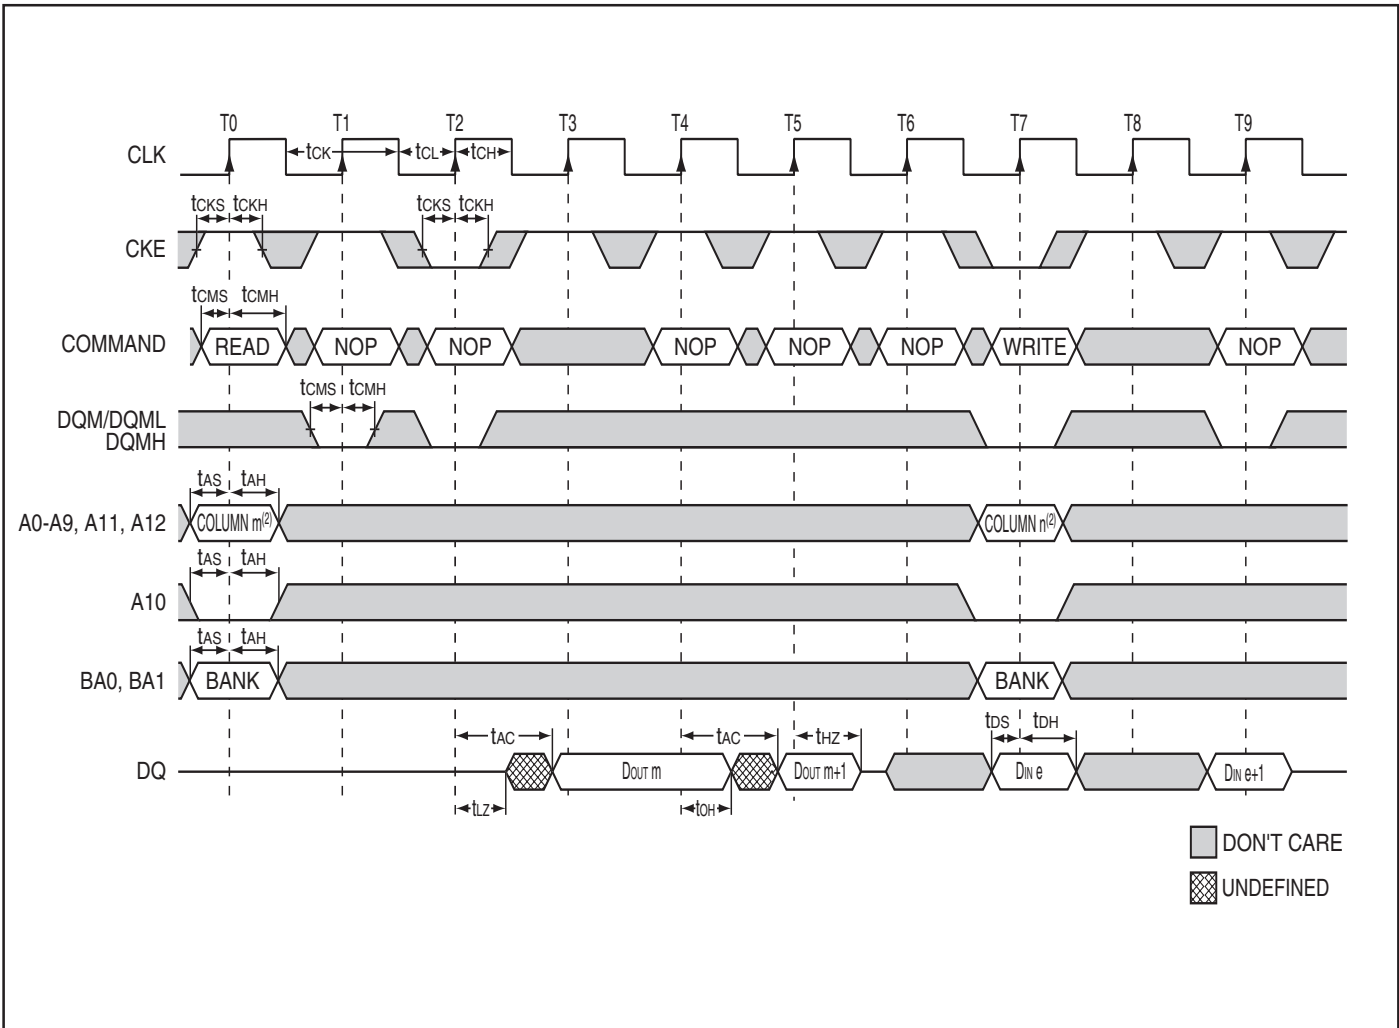 T0 T1 T2 T3 T4 T5 T6 T7 T8 T9
CLK tCK tCL tCH
tCKS tCKH tCKS tCKH
CKE
tCMS tCMH
COMMAND READ NOP NOP NOP NOP NOP WRITE NOP
tCMS tCMH
DQM/DQML
DQMH
tAS tAH
A0-A9, A11, A12 COLUMN m(2) COLUMN n(2)
tAS tAH
A10
tAS tAH
BA0, BA1 BANK BANK
tAC tAC tHZ tDS tDH
DQ DOUT m DOUT m+1 DIN e DIN e+1
tLZ tOH
DON'T CARE
UNDEFINED